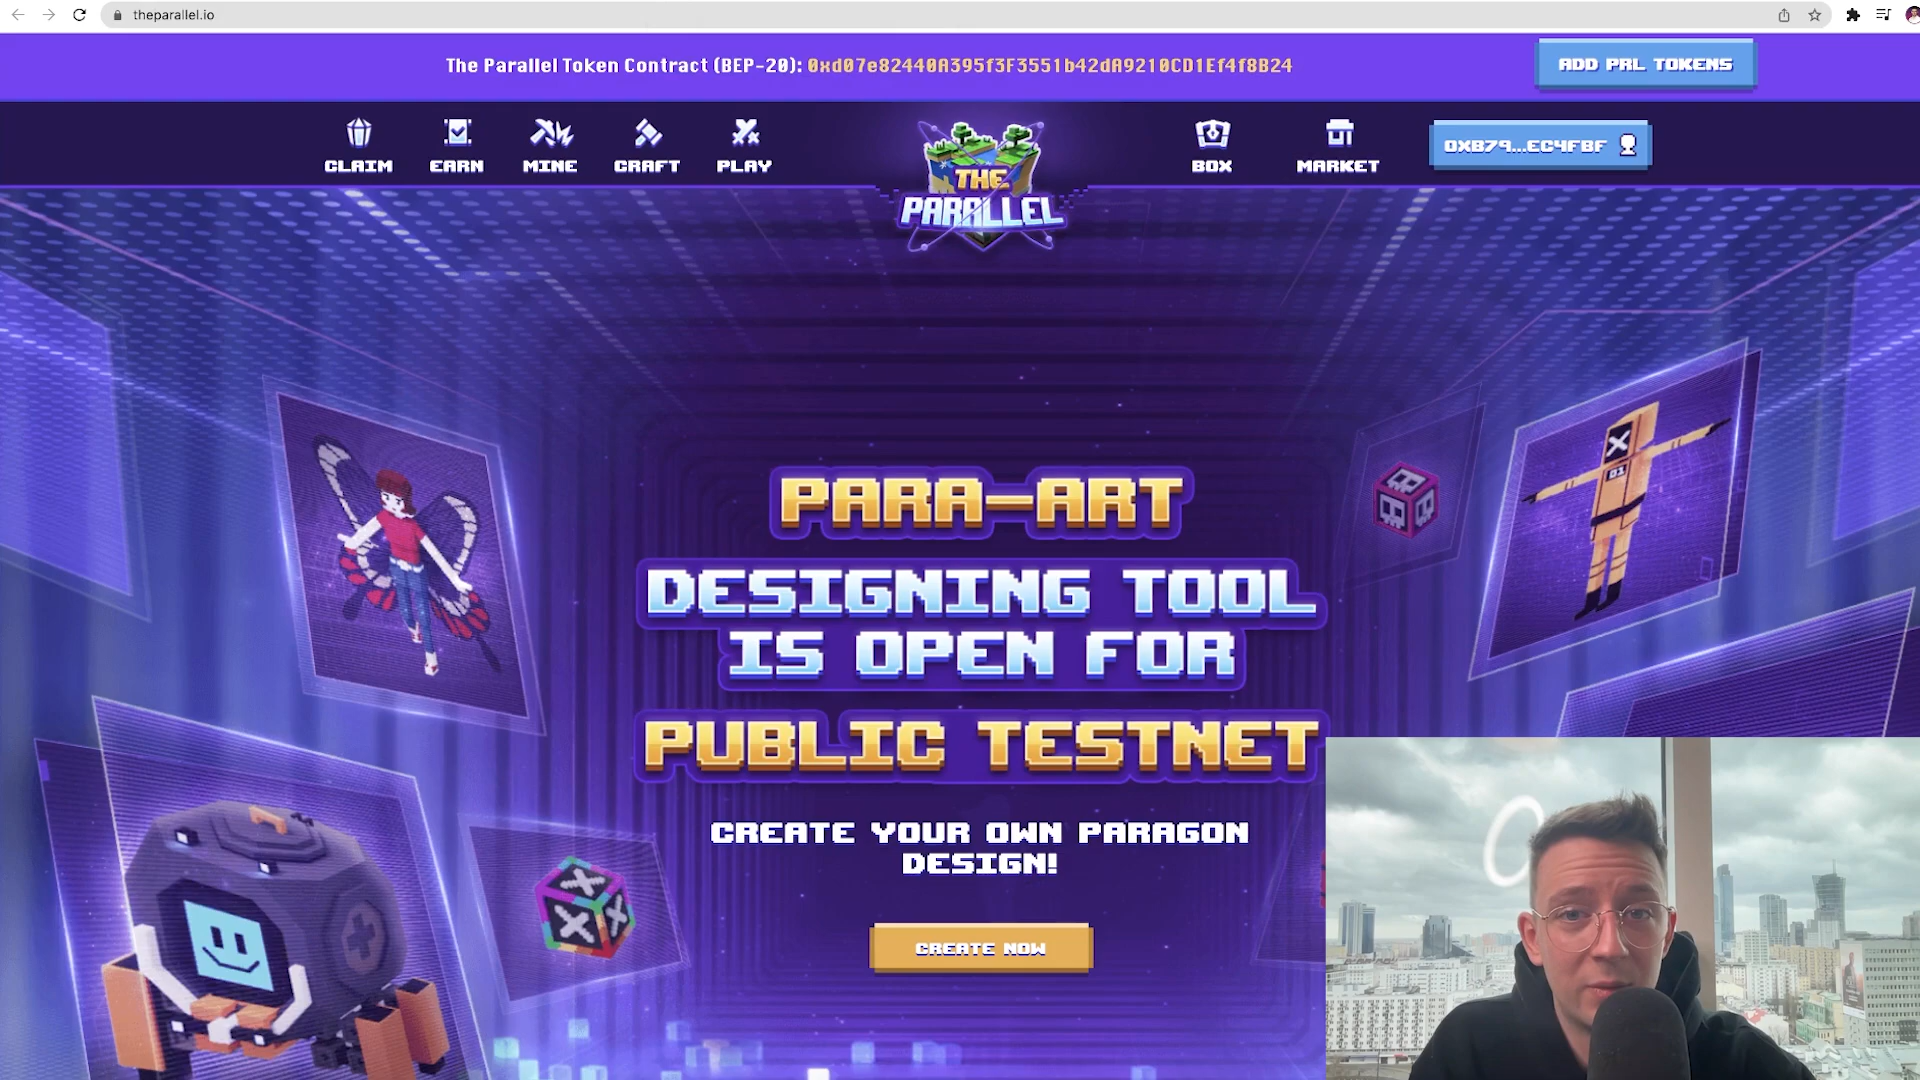 theparallel.io
The Parallel Token Contract (BEP-20): 0xd07e82440A395f3F3551b42dA9210CD1Ef4f8B24
ADD PRL TOKENS
CLAIM
EARN
MINE
CRAFT
PLAY
THE
PARALLEL
BOX
MARKET
0XB79...EC4FBF
PARA-ART
DESIGNING TOOL
IS OPEN FOR
PUBLIC TESTNET
CREATE YOUR OWN PARAGON
DESIGN!
CREATE NOW
01